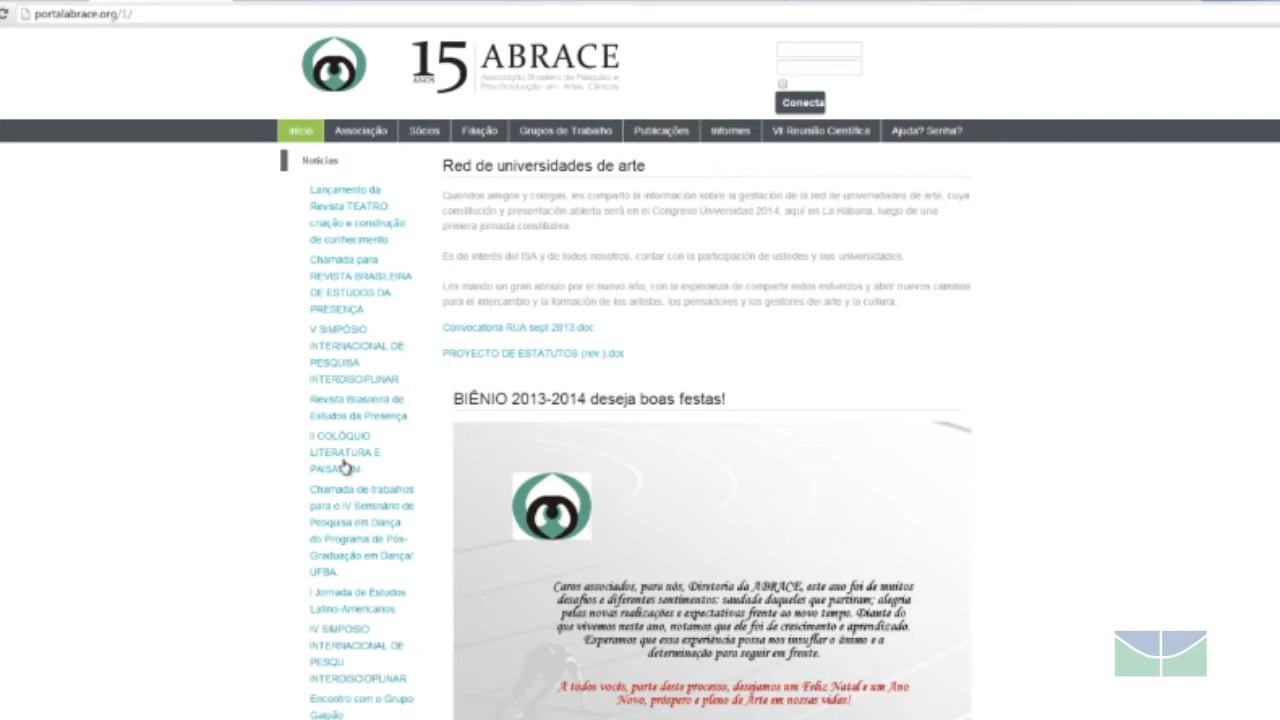 portalabrace.org/1/
15 ANOS
ABRACE
Associação Brasileira de Pesquisa e
Pós-Graduação em Artes Cênicas
Conecta
Início
Associação
Sócios
Filiação
Grupos de Trabalho
Publicações
Informes
VII Reunião Científica
Ajuda? Senha?
Notícias
Lançamento da
Revista TEATRO:
criação e construção
de conhecimento
Chamada para
REVISTA BRASILEIRA
DE ESTUDOS DA
PRESENÇA
V SIMPÓSIO
INTERNACIONAL DE
PESQUISA
INTERDISCIPLINAR
Revista Brasileira de
Estudos da Presença
II COLÓQUIO
LITERATURA E
Chamada de trabalhos
para o IV Seminário de
Pesquisa em Dança
do Programa de Pós-
Graduação em Dança/
UFBA.
I Jornada de Estudos
Latino-Americanos
IV SIMPOSIO
INTERNACIONAL DE
PESQU
INTERDISCIOPLINAR
Encontro com o Grupo
Galpão
Red de universidades de arte
Queridos amigos y colegas, les comparto la información sobre la gestación de la red de universidades de arte, cuya
constitución y presentación abierta será en el Congreso Universidad 2014, aquí en La Habana, luego de una
primera jornada constitutiva.
Es de interés del ISA y de todos nosotros, contar con la participación de ustedes y sus universidades.
Les mando un gran abrazo por el nuevo año, con la esperanza de compartir estos esfuerzos y abrir nuevos caminos
para el intercambio y la formación de los artistas, los pensadores y los gestores del arte y la cultura.
Convocatoria RUA sept 2013.doc
PROYECTO DE ESTATUTOS (rev.).doc
BIÊNIO 2013-2014 deseja boas festas!
Caros associados, para nós, Diretoria da ABRACE, este ano foi de muitos
desafios e diferentes sentimentos: saudade daqueles que partiram; alegria
pelas novas realizações e expectativas frente ao novo tempo. Diante do
que vivemos neste ano, notamos que ele foi de crescimento e aprendizado.
Esperamos que essa experiência possa nos insuflar o ânimo e a
determinação para seguir em frente.
A todos vocês, parte deste processo, desejamos um Feliz Natal e um Ano
Novo, próspero e pleno de Arte em nossas vidas!